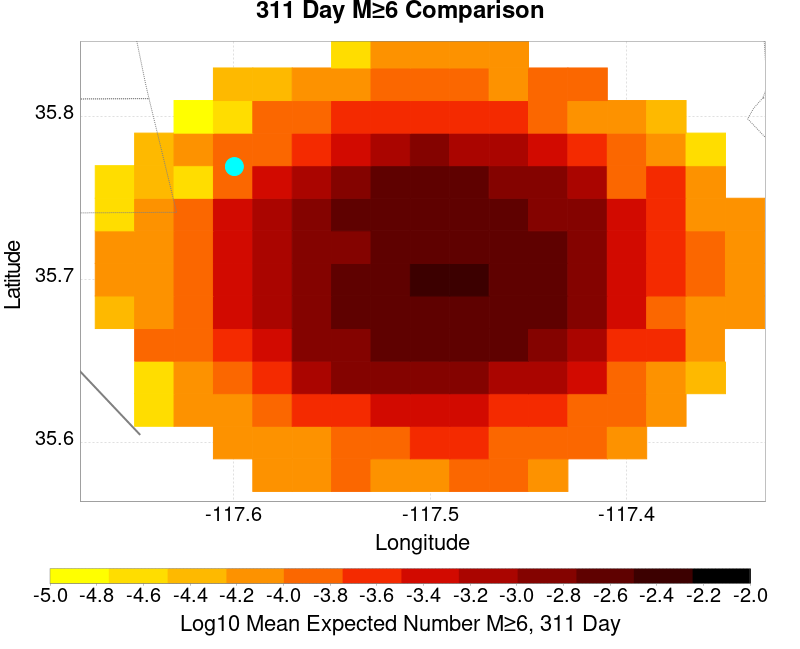 311 Day M≥6 Comparison
35.8
35.7
35.6
Latitude
-117.6 -117.5 -117.4
Longitude
-5.0 -4.8 -4.6 -4.4 -4.2 -4.0 -3.8 -3.6 -3.4 -3.2 -3.0 -2.8 -2.6 -2.4 -2.2 -2.0
Log10 Mean Expected Number M≥6, 311 Day